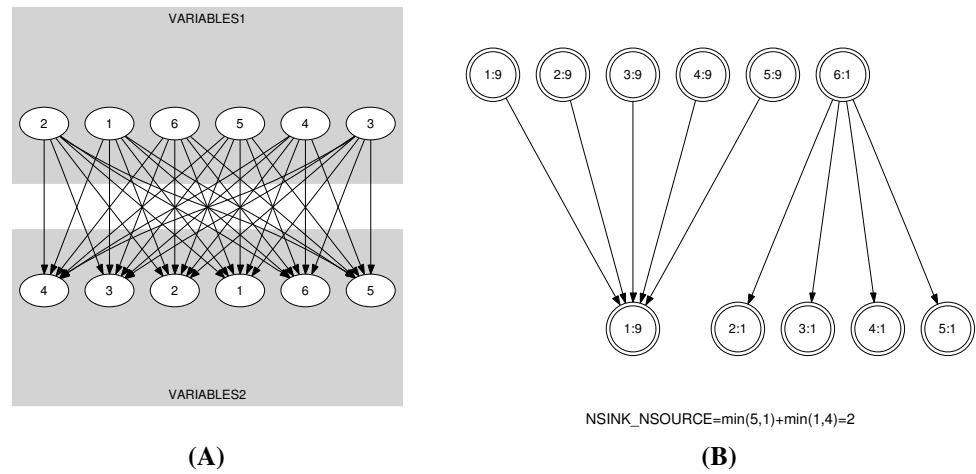 VARIABLES1
2 1 6 5 4 3
4 3 2 1 6 5
VARIABLES2
(A)
1:9 2:9 3:9 4:9 5:9 6:1
1:9 2:1 3:1 4:1 5:1
NSINK_NSOURCE=min(5,1)+min(1,4)=2
(B)